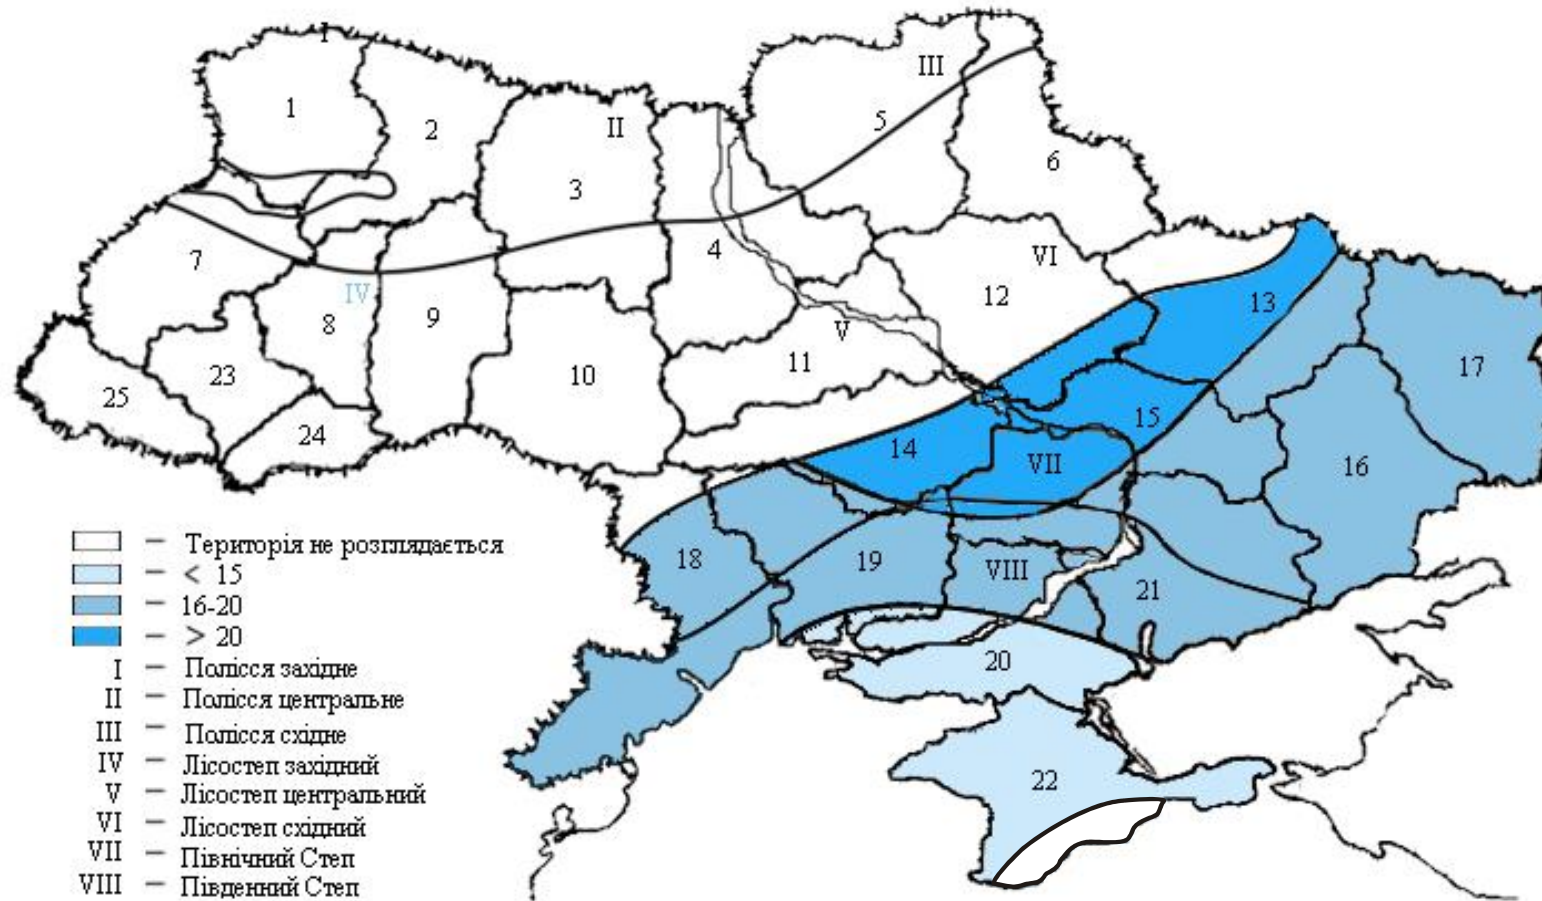 I
III
1
II
5
2
6
3
4
VI
7
IV
12
13
8
9
V
11
17
23
10
25
15
24
14
VII
16
18
19
VIII
21
20
22
— Територія не розглядається
— < 15
— 16-20
— > 20
I — Полісся західне
II — Полісся центральне
III — Полісся східне
IV — Лісостеп західний
V — Лісостеп центральний
VI — Лісостеп східний
VII — Північний Степ
VIII — Південний Степ